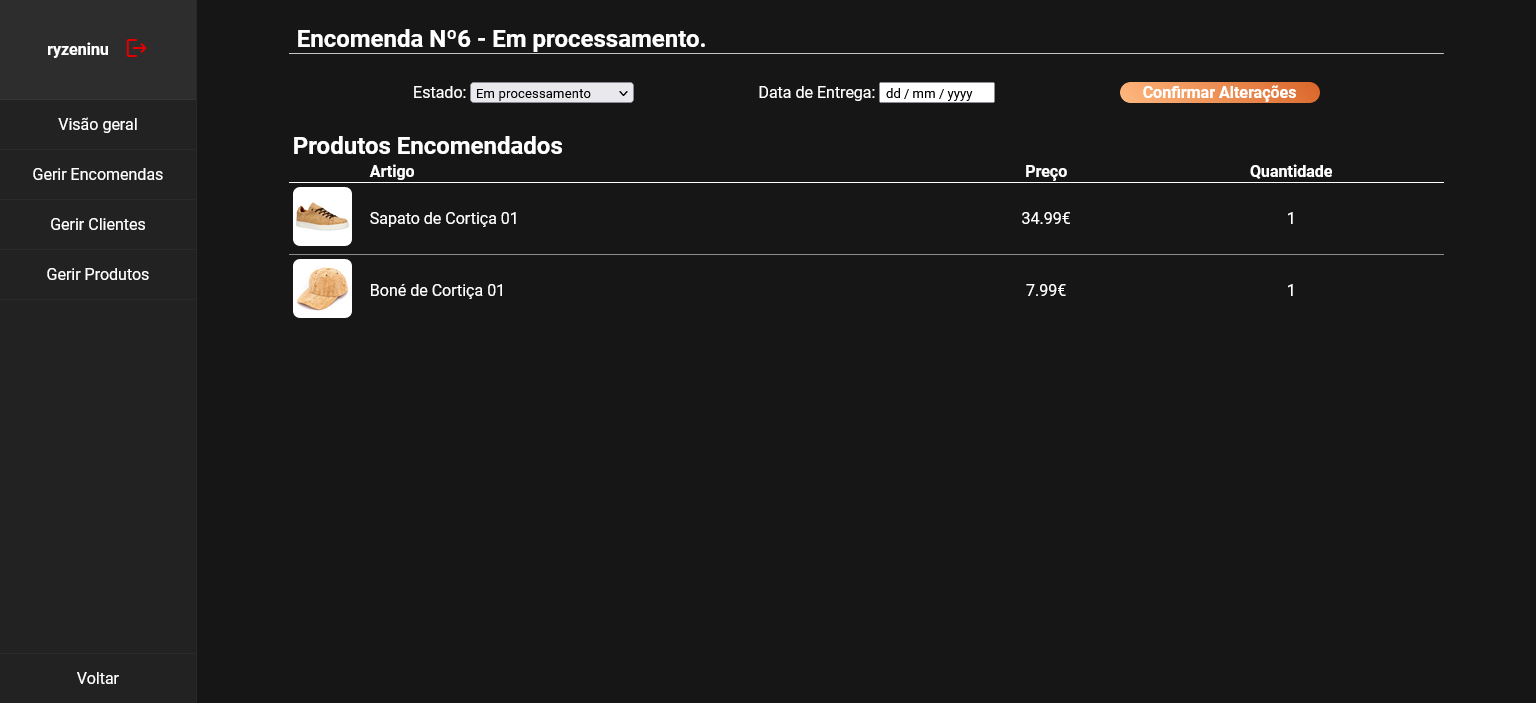 ryzeninu
Visão geral
Gerir Encomendas
Gerir Clientes
Gerir Produtos
Voltar
Encomenda Nº6 - Em processamento.
Estado: Em processamento Data de Entrega: dd / mm / yyyy Confirmar Alterações
Produtos Encomendados
Artigo Preço Quantidade
Sapato de Cortiça 01 34.99€ 1
Boné de Cortiça 01 7.99€ 1